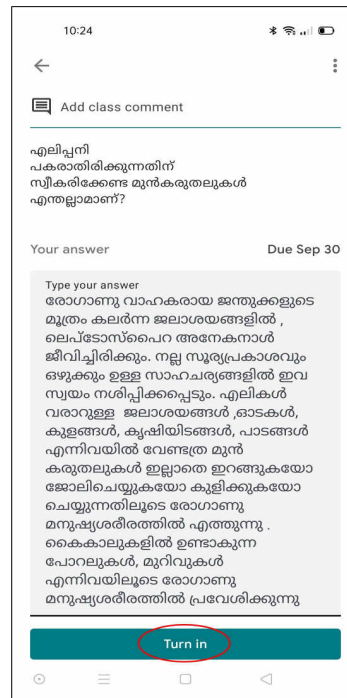 10:24
Add class comment
എലിപ്പനി
പകരാതിരിക്കുന്നതിന്
സ്വീകരിക്കേണ്ട മുൻകരുതലുകൾ
എന്തല്ലാമാണ്?
Your answer
Due Sep 30
Type your answer
രോഗാണു വാഹകരായ ജന്തുക്കളുടെ
മൂത്രം കലർന്ന ജലാശയങ്ങളിൽ ,
ലെപ്ടോസ്പൈറ അനേകനാൾ
ജീവിച്ചിരിക്കും. നല്ല സൂര്യപ്രകാശവും
ഒഴുക്കും ഉള്ള സാഹചര്യങ്ങളിൽ ഇവ
സ്വയം നശിപ്പിക്കപ്പെടും. എലികൾ
വരാറുള്ള ജലാശയങ്ങൾ ,ഓടകൾ,
കുളങ്ങൾ, കൃഷിയിടങ്ങൾ, പാടങ്ങൾ
എന്നിവയിൽ വേണ്ടത്ര മുൻ
കരുതലുകൾ ഇല്ലാതെ ഇറങ്ങുകയോ
ജോലിചെയ്യുകയോ കുളിക്കുകയോ
ചെയ്യുന്നതിലൂടെ രോഗാണു
മനുഷ്യശരീരത്തിൽ എത്തുന്നു .
കൈകാലുകളിൽ ഉണ്ടാകുന്ന
പോറലുകൾ, മുറിവുകൾ
എന്നിവയിലൂടെ രോഗാണു
മനുഷ്യശരീരത്തിൽ പ്രവേശിക്കുന്നു
Turn in